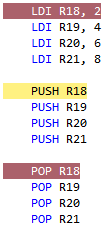 LDI R18, 2
LDI R19, 4
LDI R20, 6
LDI R21, 8
PUSH R18
PUSH R19
PUSH R20
PUSH R21
POP R18
POP R19
POP R20
POP R21